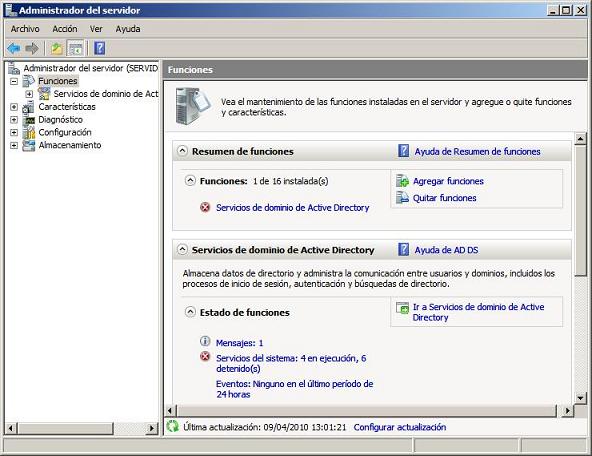 Administrador del servidor
Archivo Acción Ver Ayuda
Administrador del servidor (SERVID
Funciones
Servicios de dominio de Act
Características
Diagnóstico
Configuración
Almacenamiento
Funciones
Vea el mantenimiento de las funciones instaladas en el servidor y agregue o quite funciones
y características.
Resumen de funciones
Ayuda de Resumen de funciones
Funciones: 1 de 16 instalada(s)
Servicios de dominio de Active Directory
Agregar funciones
Quitar funciones
Servicios de dominio de Active Directory
Ayuda de AD DS
Almacena datos de directorio y administra la comunicación entre usuarios y dominios, incluidos los
procesos de inicio de sesión, autenticación y búsquedas de directorio.
Estado de funciones
Mensajes: 1
Servicios del sistema: 4 en ejecución, 6
detenido(s)
Eventos: Ninguno en el último período de
24 horas
Ir a Servicios de dominio de Active
Directory
Última actualización: 09/04/2010 13:01:21 Configurar actualización